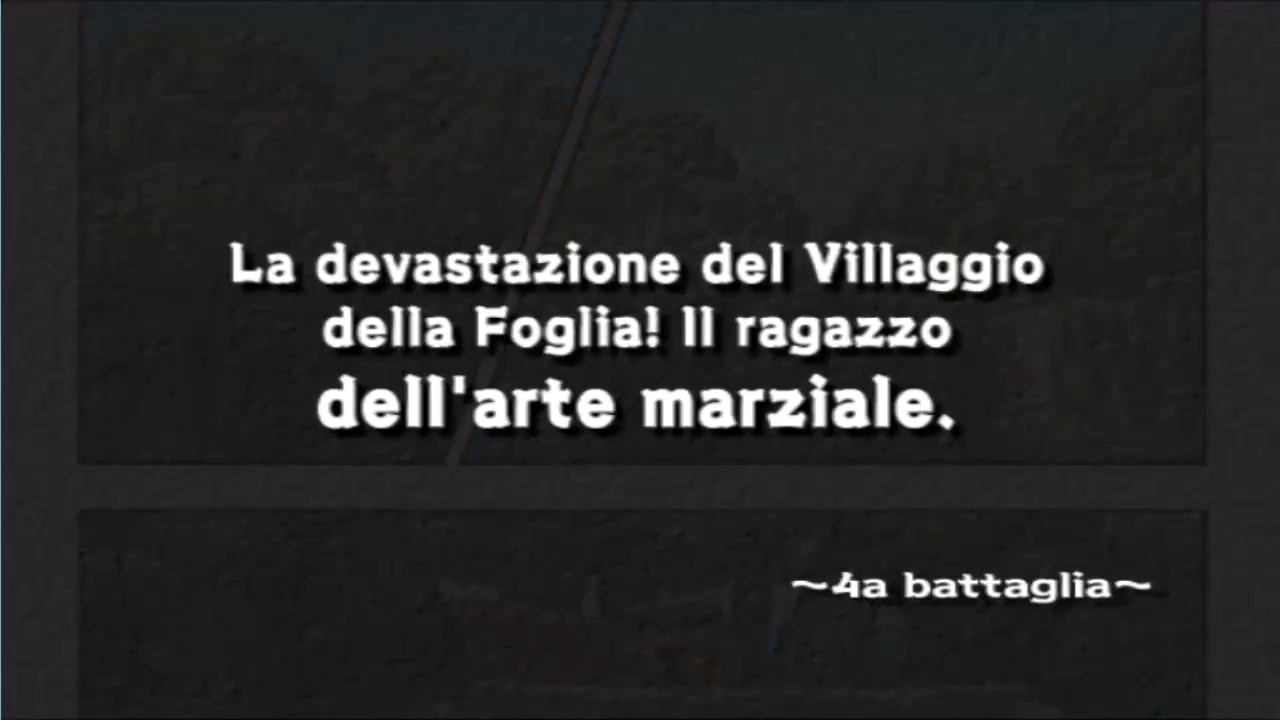 La devastazione del Villaggio
della Foglia! Il ragazzo
dell'arte marziale.
~4a battaglia~